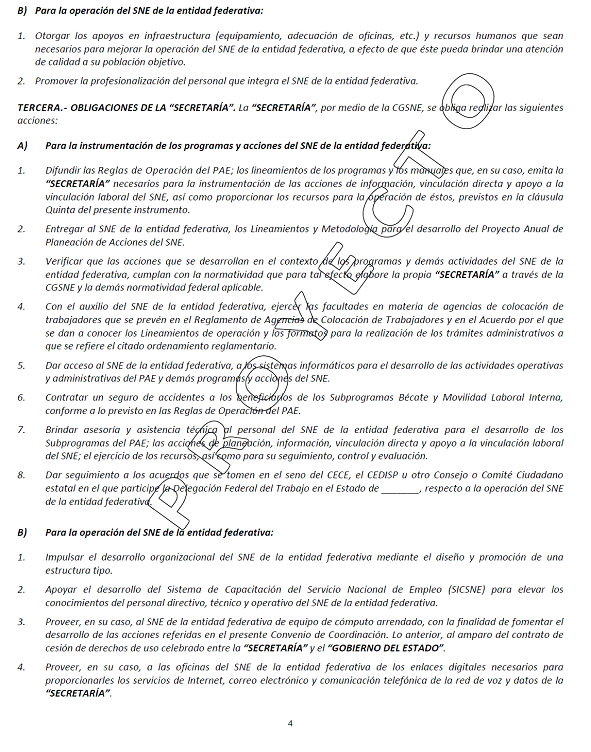 B) Para la operación del SNE de la entidad federativa:
1. Otorgar los apoyos en infraestructura (equipamiento, adecuación de oficinas, etc.) y recursos humanos que sean
necesarios para mejorar la operación del SNE de la entidad federativa, a efecto de que éste pueda brindar una atención
de calidad a su población objetivo.
2. Promover la profesionalización del personal que integra el SNE de la entidad federativa.
TERCERA.- OBLIGACIONES DE LA “SECRETARÍA”. La “SECRETARÍA”, por medio de la CGSNE, se obliga realizar las siguientes
acciones:
A) Para la instrumentación de los programas y acciones del SNE de la entidad federativa:
1. Difundir las Reglas de Operación del PAE; los lineamientos de los programas y los manuales que, en su caso, emita la
“SECRETARÍA” necesarios para la instrumentación de las acciones de información, vinculación directa y apoyo a la
vinculación laboral del SNE, así como proporcionar los recursos para la operación de éstos, previstos en la cláusula
Quinta del presente instrumento.
2. Entregar al SNE de la entidad federativa, los Lineamientos y Metodología para el desarrollo del Proyecto Anual de
Planeación de Acciones del SNE.
3. Verificar que las acciones que se desarrollan en el contexto de los programas y demás actividades del SNE de la
entidad federativa, cumplan con la normatividad que para tal efecto elabore la propia “SECRETARÍA” a través de la
CGSNE y la demás normatividad federal aplicable.
4. Con el auxilio del SNE de la entidad federativa, ejercer las facultades en materia de agencias de colocación de
trabajadores que se prevén en el Reglamento de Agencias de Colocación de Trabajadores y en el Acuerdo por el que
se dan a conocer los Lineamientos de operación y los formatos para la realización de los trámites administrativos a
que se refiere el citado ordenamiento reglamentario.
5. Dar acceso al SNE de la entidad federativa, a los sistemas informáticos para el desarrollo de las actividades operativas
y administrativas del PAE y demás programas y acciones del SNE.
6. Contratar un seguro de accidentes a los beneficiarios de los Subprogramas Bécate y Movilidad Laboral Interna,
conforme a lo previsto en las Reglas de Operación del PAE.
7. Brindar asesoría y asistencia técnica al personal del SNE de la entidad federativa para el desarrollo de los
Subprogramas del PAE; las acciones de planeación, información, vinculación directa y apoyo a la vinculación laboral
del SNE; el ejercicio de los recursos, así como para su seguimiento, control y evaluación.
8. Dar seguimiento a los acuerdos que se tomen en el seno del CECE, el CEDISP u otro Consejo o Comité Ciudadano
estatal en el que participe la Delegación Federal del Trabajo en el Estado de ________, respecto a la operación del SNE
de la entidad federativa.
B) Para la operación del SNE de la entidad federativa:
1. Impulsar el desarrollo organizacional del SNE de la entidad federativa mediante el diseño y promoción de una
estructura tipo.
2. Apoyar el desarrollo del Sistema de Capacitación del Servicio Nacional de Empleo (SICSNE) para elevar los
conocimientos del personal directivo, técnico y operativo del SNE de la entidad federativa.
3. Proveer, en su caso, al SNE de la entidad federativa de equipo de cómputo arrendado, con la finalidad de fomentar el
desarrollo de las acciones referidas en el presente Convenio de Coordinación. Lo anterior, al amparo del contrato de
cesión de derechos de uso celebrado entre la “SECRETARÍA” y el “GOBIERNO DEL ESTADO”.
4. Proveer, en su caso, a las oficinas del SNE de la entidad federativa de los enlaces digitales necesarios para
proporcionarles los servicios de Internet, correo electrónico y comunicación telefónica de la red de voz y datos de la
“SECRETARÍA”.
4
PROYECTO